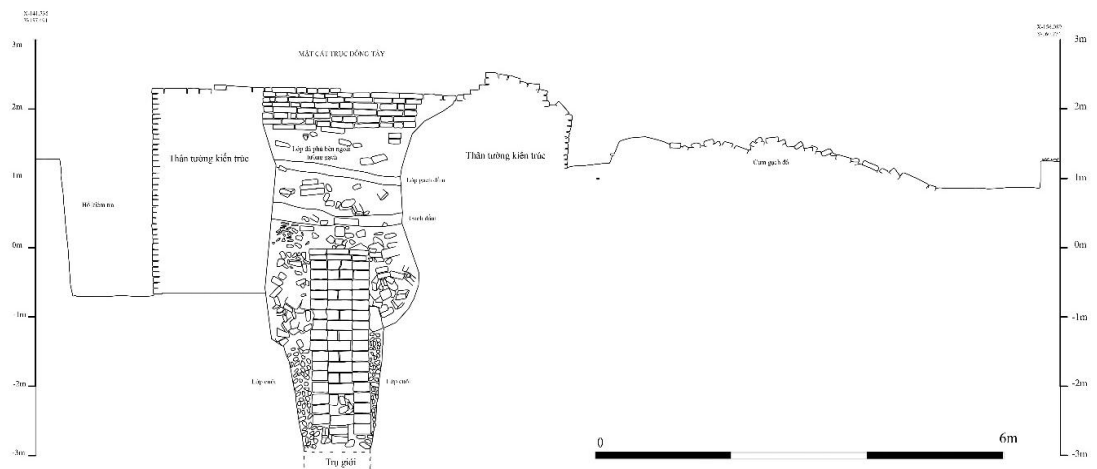 3m
3m
MẶT CẮT TRỤC ĐÔNG TÂY
2m
2m
Lớp đá phủ bên ngoài
Thân tường kiến trúc
Thân tường kiến trúc
Cụm gạch đổ
Lớp gạch đầm
1m
1m
Hố
0m
0m
-1m
-1m
Lớp cuội
Lớp cuội
-2m
-2m
0
6m
-3m
Trụ giới
-3m